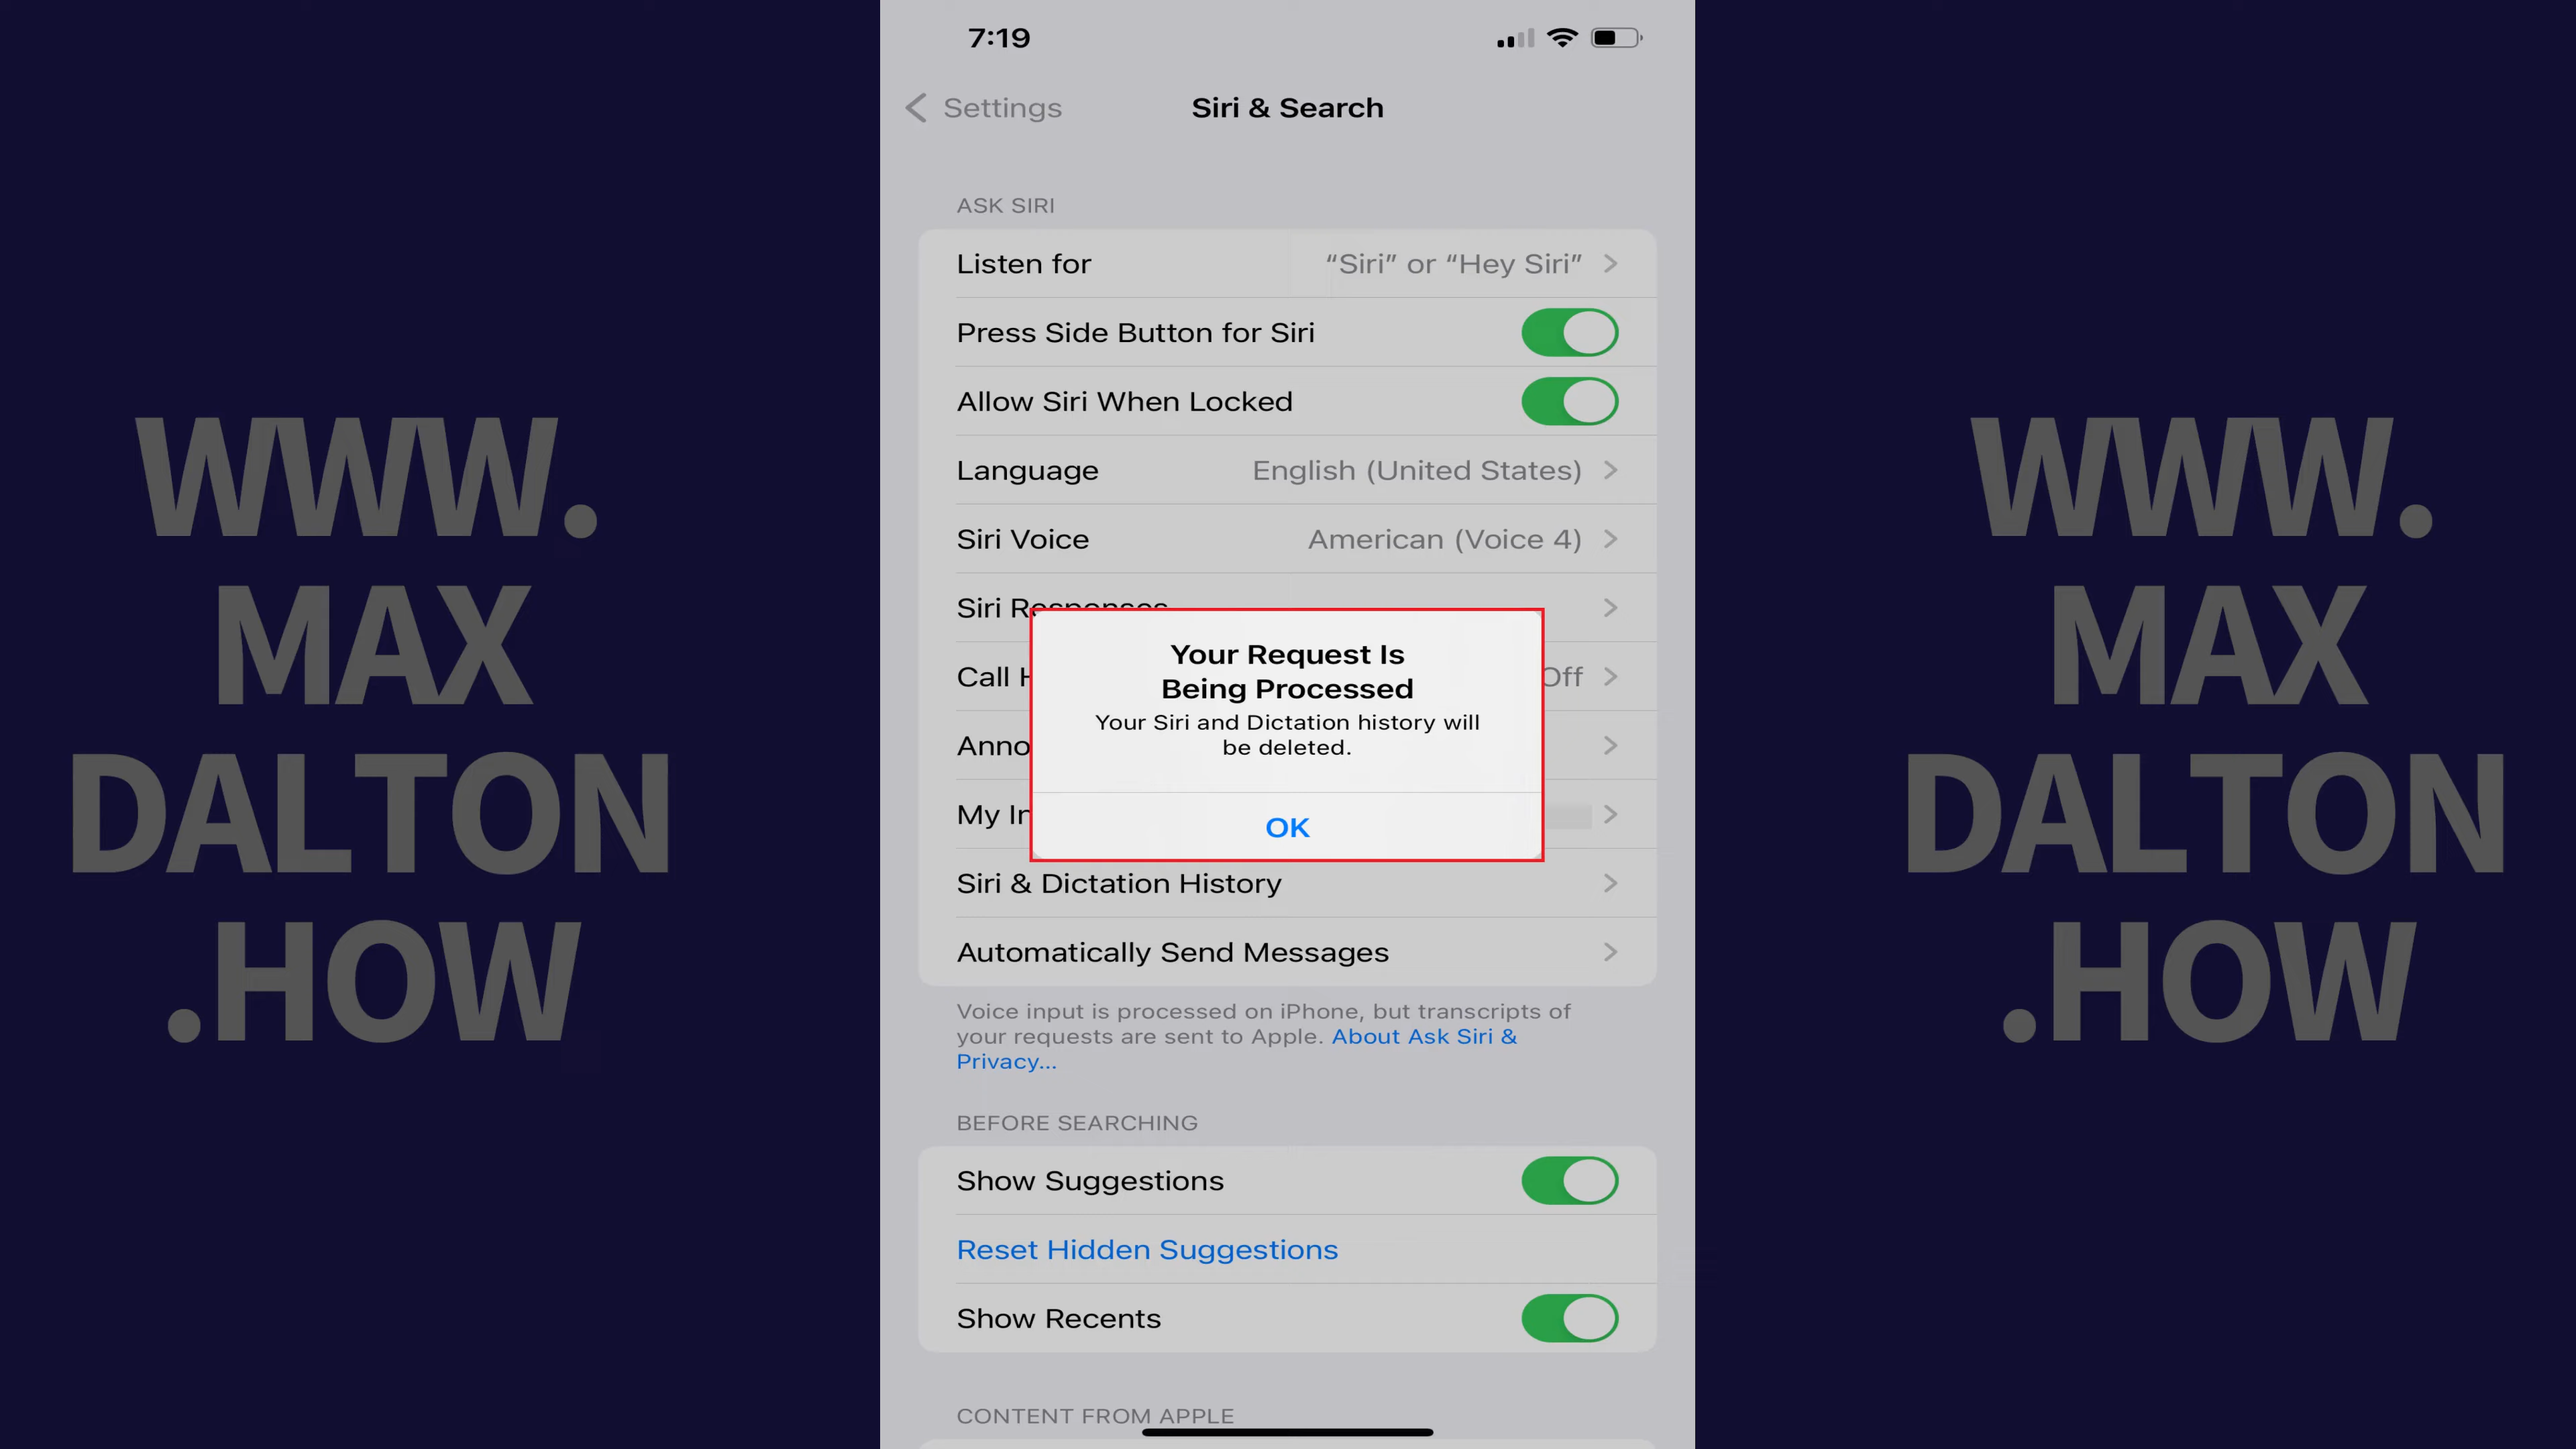 7:19
Settings
Siri & Search
ASK SIRI
Listen for “Siri” or “Hey Siri”
Press Side Button for Siri
Allow Siri When Locked
Language English (United States)
Siri Voice American (Voice 4)
Siri Responses
Call Off
Your Request Is
Being Processed
Your Siri and Dictation history will
be deleted.
OK
My
Siri & Dictation History
Automatically Send Messages
Voice input is processed on iPhone, but transcripts of
your requests are sent to Apple. About Ask Siri &
Privacy...
BEFORE SEARCHING
Show Suggestions
Reset Hidden Suggestions
Show Recents
CONTENT FROM APPLE
WWW.
MAX
DALTON
.HOW
WWW.
MAX
DALTON
.HOW